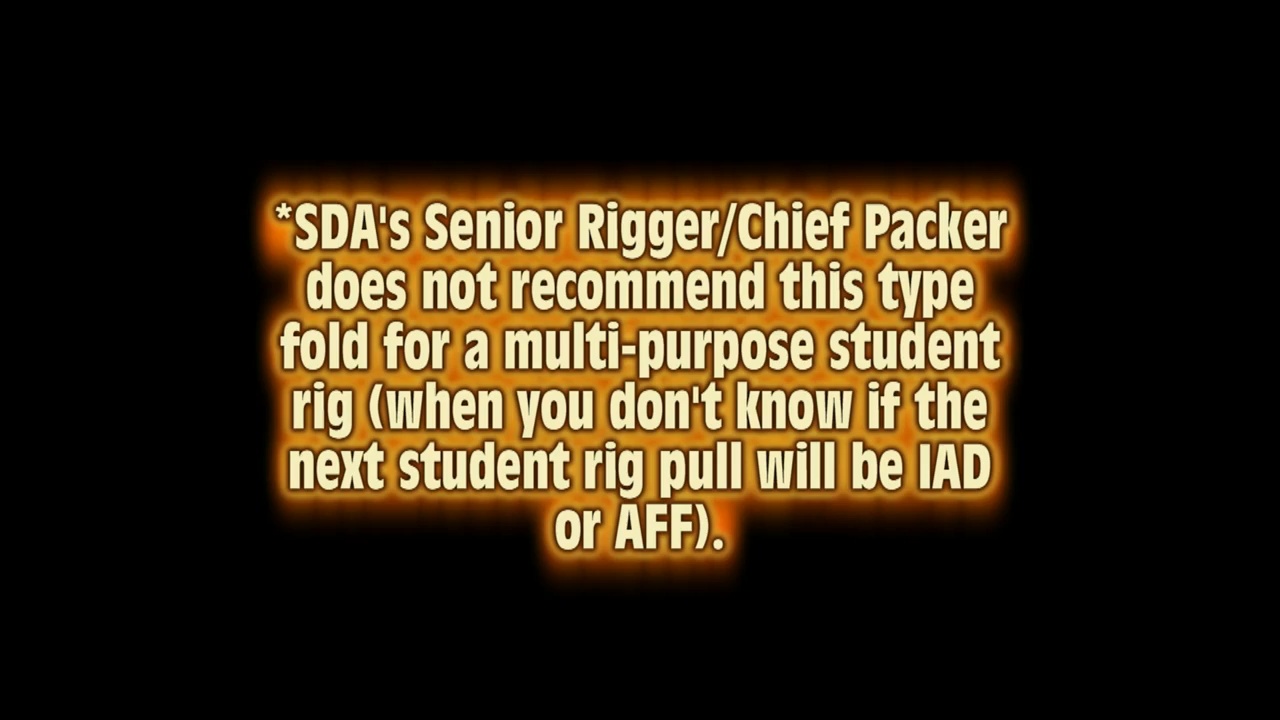 *SDA's Senior Rigger/Chief Packer
does not recommend this type
fold for a multi-purpose student
rig (when you don't know if the
next student rig pull will be IAD
or AFF).